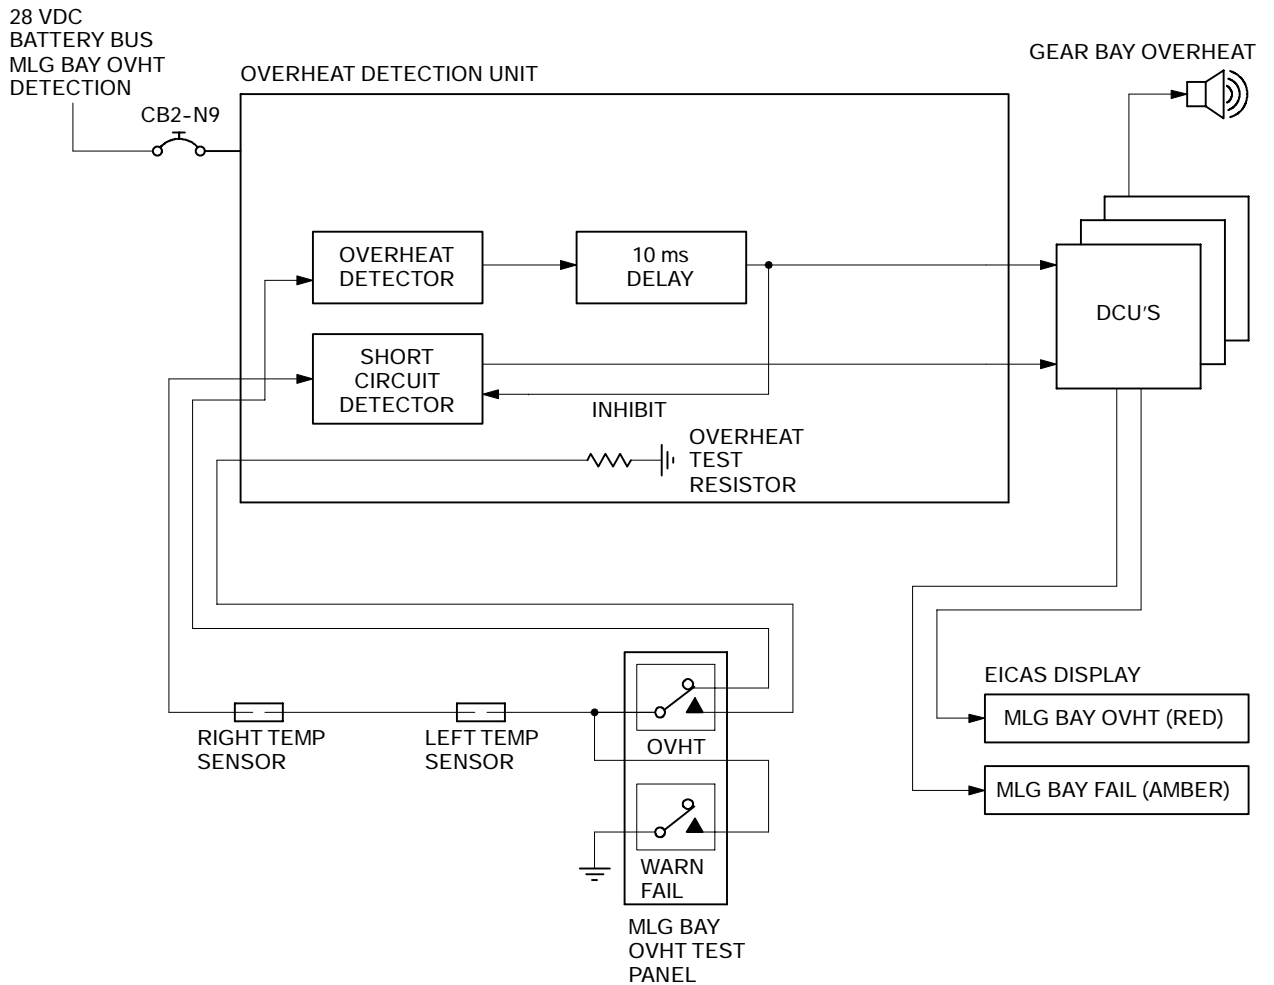 28 VDC
BATTERY BUS
MLG BAY OVHT
DETECTION
CB2-N9
OVERHEAT DETECTION UNIT
GEAR BAY OVERHEAT
OVERHEAT
DETECTOR
10 ms
DELAY
DCU'S
SHORT
CIRCUIT
DETECTOR
INHIBIT
OVERHEAT
TEST
RESISTOR
RIGHT TEMP
SENSOR
LEFT TEMP
SENSOR
OVHT
WARN
FAIL
MLG BAY
OVHT TEST
PANEL
EICAS DISPLAY
MLG BAY OVHT (RED)
MLG BAY FAIL (AMBER)